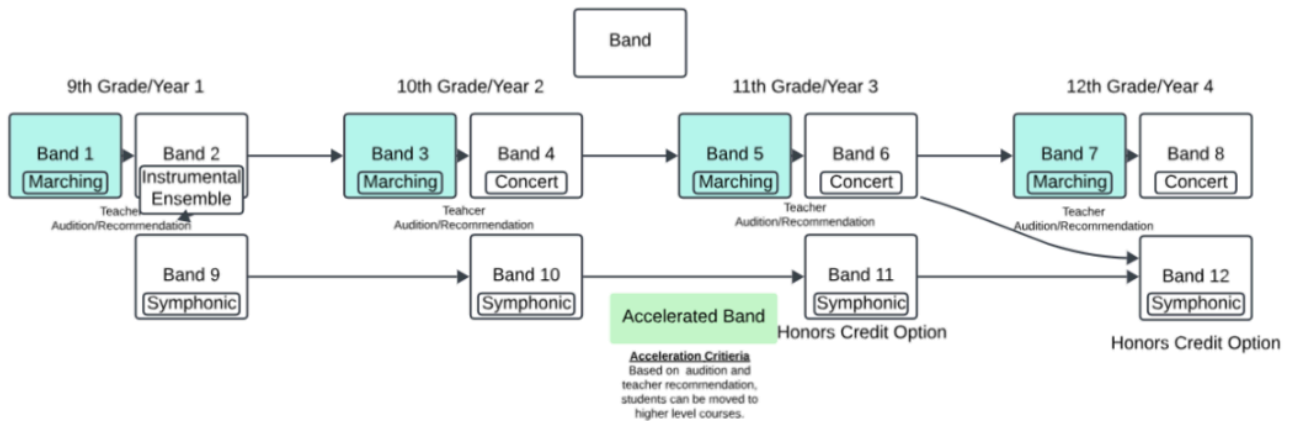 Band
9th Grade/Year 1
10th Grade/Year 2
11th Grade/Year 3
12th Grade/Year 4
Band 1
Marching
Band 2
Instrumental
Ensemble
Band 3
Marching
Band 4
Concert
Band 5
Marching
Band 6
Concert
Band 7
Marching
Band 8
Concert
Teacher
Audition/Recommendation
Teahcer
Audition/Recommendation
Teacher
Audition/Recommendation
Teacher
Audition/Recommendation
Band 9
Symphonic
Band 10
Symphonic
Band 11
Symphonic
Band 12
Symphonic
Accelerated Band
Honors Credit Option
Honors Credit Option
Acceleration Critieria
Based on audition and
teacher recommendation,
students can be moved to
higher level courses.